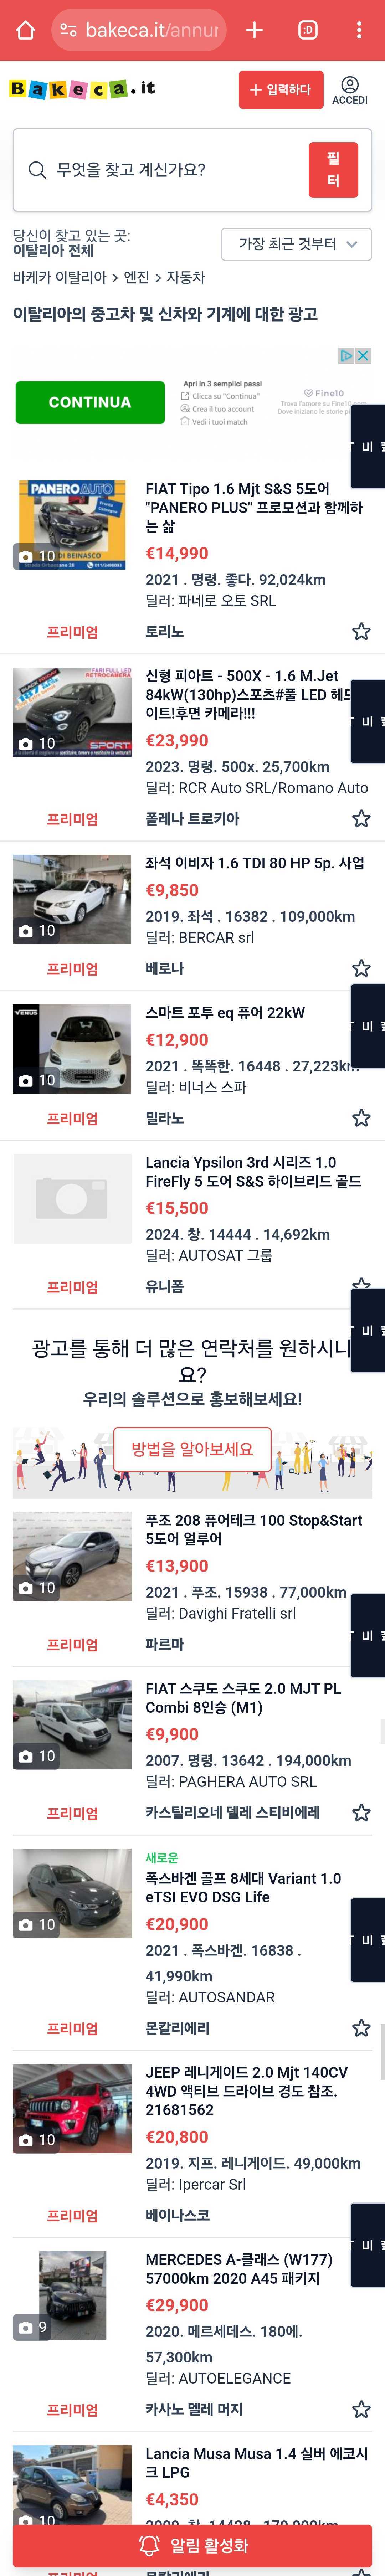 bakeca.it/annur
:D
Bakeca.it
+ 입력하다
ACCEDI
무엇을 찾고 계신가요?
필
터
당신이 찾고 있는 곳:
이탈리아 전체
가장 최근 것부터
바케카 이탈리아 > 엔진 > 자동차
이탈리아의 중고차 및 신차와 기계에 대한 광고
CONTINUA
Apri in 3 semplici passi
Clicca su "Continua"
Crea il tuo account
Vedi i tuoi match
Fine10
Trova l'amore su Fine10
Dove iniziano le storie più
FIAT Tipo 1.6 Mjt S&S 5도어
"PANERO PLUS" 프로모션과 함께하
는 삶
€14,990
2021 . 명령. 좋다. 92,024km
딜러: 파네로 오토 SRL
PANEROAUTO
DI BEINASCO
10
프리미엄
토리노
신형 피아트 - 500X - 1.6 M.Jet
84kW(130hp)스포츠#풀 LED 헤드
이트!후면 카메라!!!
€23,990
2023. 명령. 500x. 25,700km
딜러: RCR Auto SRL/Romano Auto
FARI FULL LED
RETROCAMERA
SPORT
10
프리미엄
폴레나 트로키아
좌석 이비자 1.6 TDI 80 HP 5p. 사업
€9,850
2019. 좌석 . 16382 . 109,000km
딜러: BERCAR srl
10
프리미엄
베로나
스마트 포투 eq 퓨어 22kW
€12,900
2021 . 똑똑한. 16448 . 27,223km
딜러: 비너스 스파
VENUS
10
프리미엄
밀라노
Lancia Ypsilon 3rd 시리즈 1.0
FireFly 5 도어 S&S 하이브리드 골드
€15,500
2024. 창. 14444 . 14,692km
딜러: AUTOSAT 그룹
프리미엄
유니폼
광고를 통해 더 많은 연락처를 원하시니
요?
우리의 솔루션으로 홍보해보세요!
방법을 알아보세요
푸조 208 퓨어테크 100 Stop&Start
5도어 얼루어
€13,900
2021 . 푸조. 15938 . 77,000km
딜러: Davighi Fratelli srl
10
프리미엄
파르마
FIAT 스쿠도 스쿠도 2.0 MJT PL
Combi 8인승 (M1)
€9,900
2007. 명령. 13642 . 194,000km
딜러: PAGHERA AUTO SRL
10
프리미엄
카스틸리오네 델레 스티비에레
새로운
폭스바겐 골프 8세대 Variant 1.0
eTSI EVO DSG Life
€20,900
2021 . 폭스바겐. 16838 .
41,990km
딜러: AUTOSANDAR
10
프리미엄
몬칼리에리
JEEP 레니게이드 2.0 Mjt 140CV
4WD 액티브 드라이브 경도 참조.
21681562
€20,800
2019. 지프. 레니게이드. 49,000km
딜러: Ipercar Srl
10
프리미엄
베이나스코
MERCEDES A-클래스 (W177)
57000km 2020 A45 패키지
€29,900
2020. 메르세데스. 180에.
57,300km
딜러: AUTOELEGANCE
9
프리미엄
카사노 델레 머지
Lancia Musa Musa 1.4 실버 에코시
크 LPG
€4,350
10
알림 활성화